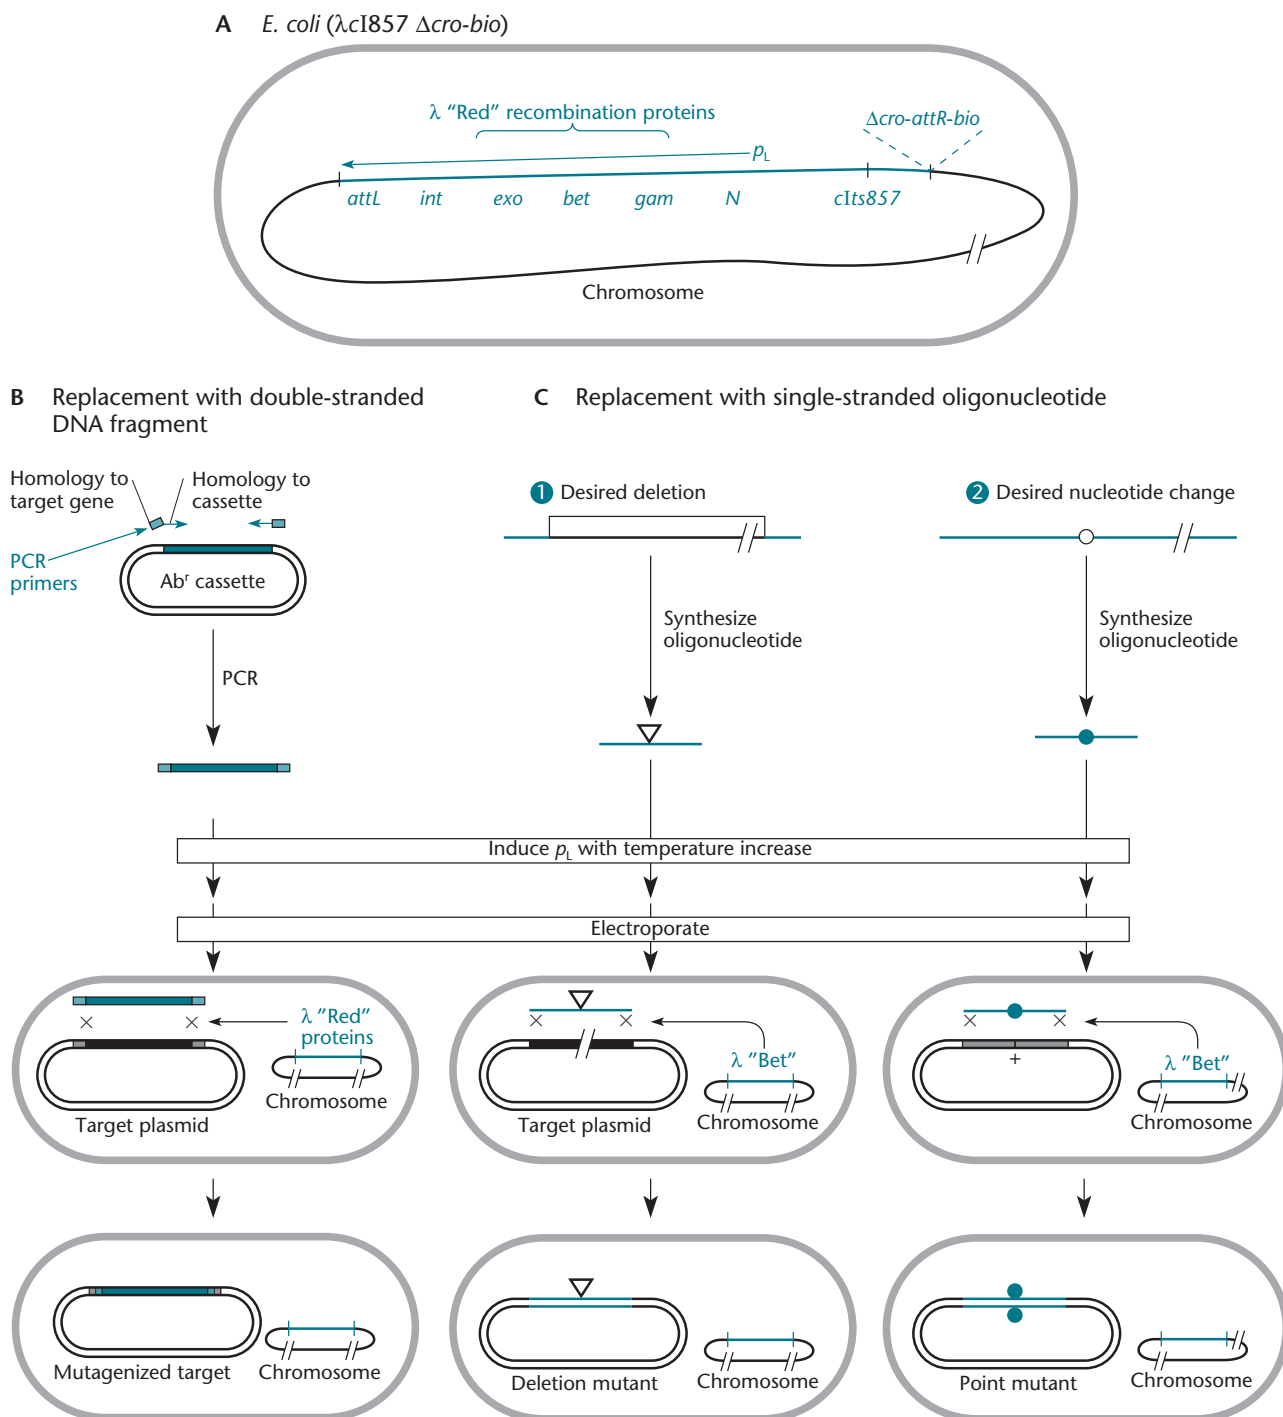 A E. coli (λcI857 Δcro-bio)
λ "Red" recombination proteins
Δcro-attR-bio
pL
attL int exo bet gam N cIts857
Chromosome
B Replacement with double-stranded
DNA fragment
Homology to
target gene
Homology to
cassette
PCR
primers
Abr cassette
PCR
C Replacement with single-stranded oligonucleotide
1 Desired deletion
Synthesize
oligonucleotide
2 Desired nucleotide change
Synthesize
oligonucleotide
Induce pL with temperature increase
Electroporate
λ "Red"
proteins
Target plasmid
Chromosome
λ "Bet"
Target plasmid
Chromosome
+
λ "Bet"
Chromosome
Mutagenized target
Chromosome
Deletion mutant
Chromosome
Point mutant
Chromosome